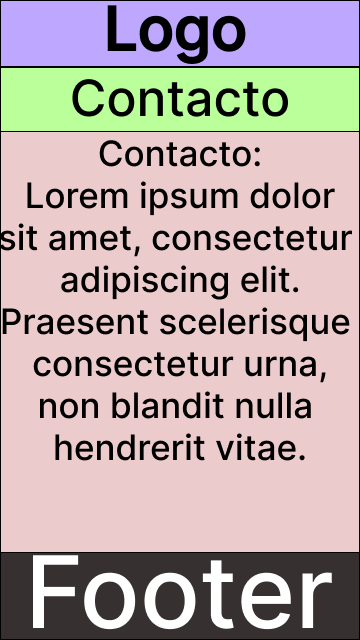 Logo
Contacto
Contacto:
Lorem ipsum dolor
sit amet, consectetur
adipiscing elit.
Praesent scelerisque
consectetur urna,
non blandit nulla
hendrerit vitae.
Footer